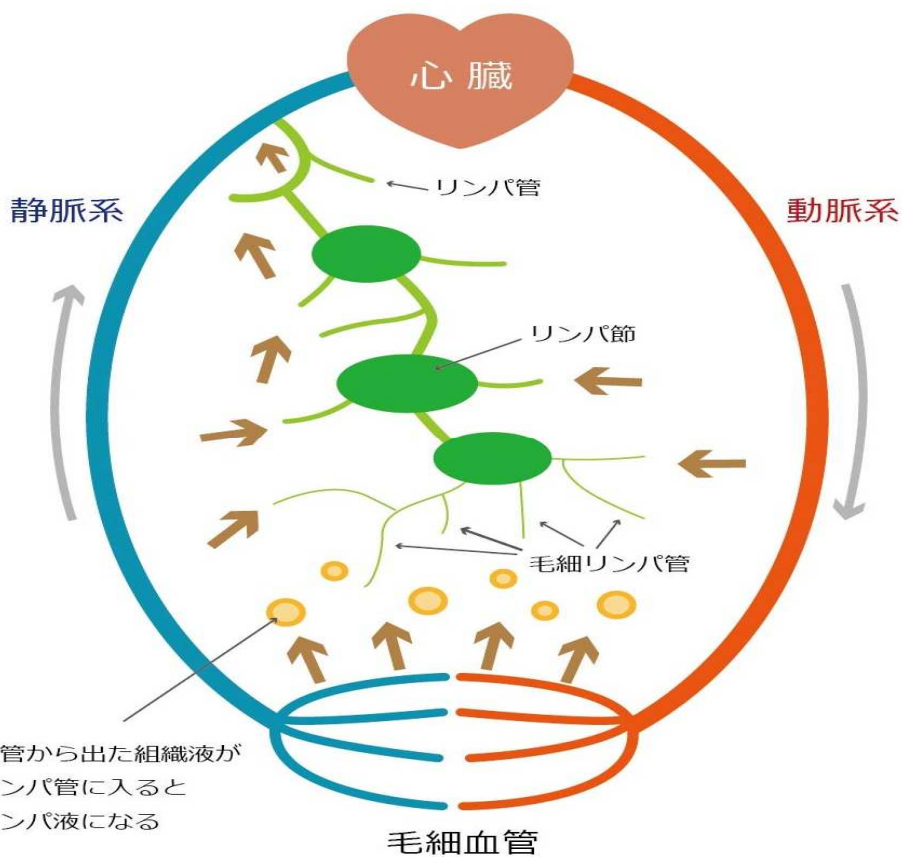 心臓
リンパ管
静脈系
動脈系
リンパ節
毛細リンパ管
管から出た組織液が
ンパ管に入ると
ンパ液になる
毛細血管